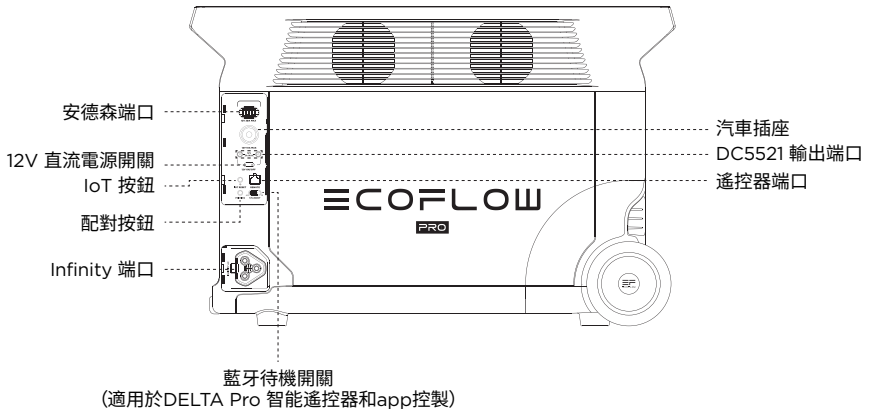 安德森端口
12V 直流電源開關
IoT 按鈕
配對按鈕
Infinity 端口
汽車插座
DC5521 輸出端口
遙控器端口
ECOFLOW
PRO
EF
藍牙待機開關
（適用於DELTA Pro 智能遙控器和app控製）